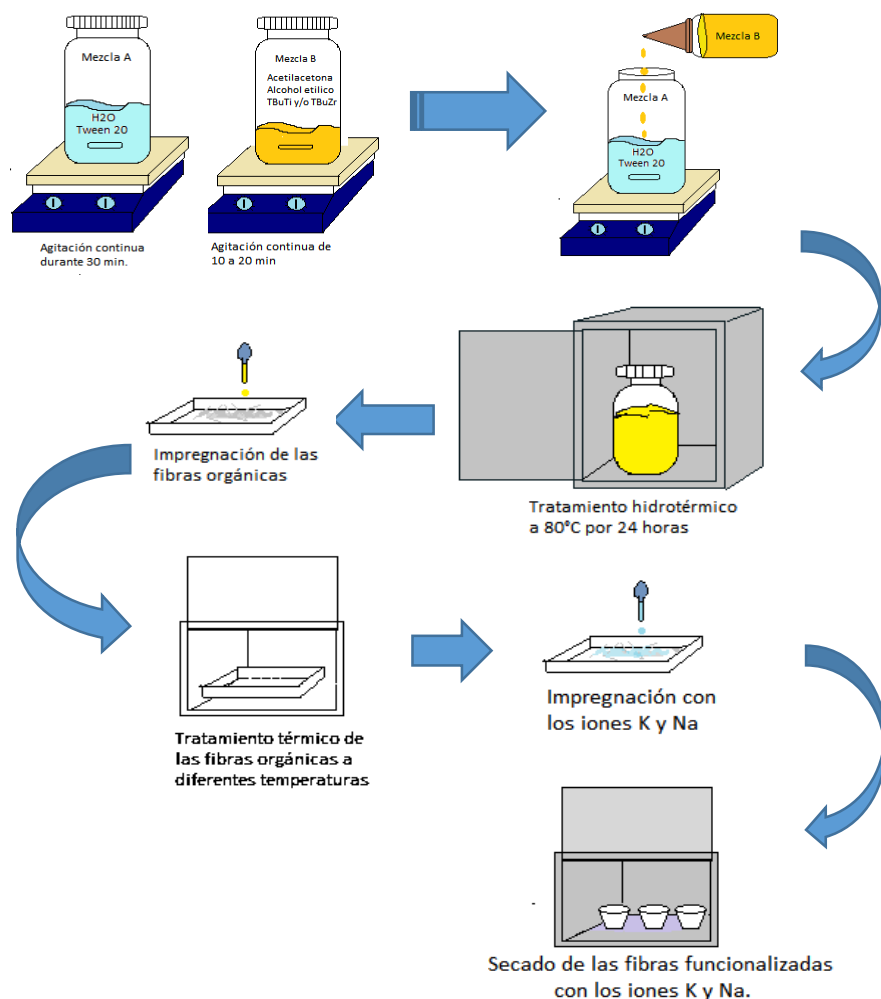 Mezcla A
H2O
Tween 20
Agitación continua
durante 30 min.
Mezcla B
Acetilacetona
Alcohol etilico
TBuTi y/o TBuZr
Agitación continua de
10 a 20 min
Mezcla B
Mezcla A
H2O
Tween 20
Tratamiento hidrotérmico
a 80°C por 24 horas
Impregnación de las
fibras orgánicas
Tratamiento térmico de
las fibras orgánicas a
diferentes temperaturas
Impregnación con
los iones K y Na
Secado de las fibras funcionalizadas
con los iones K y Na.